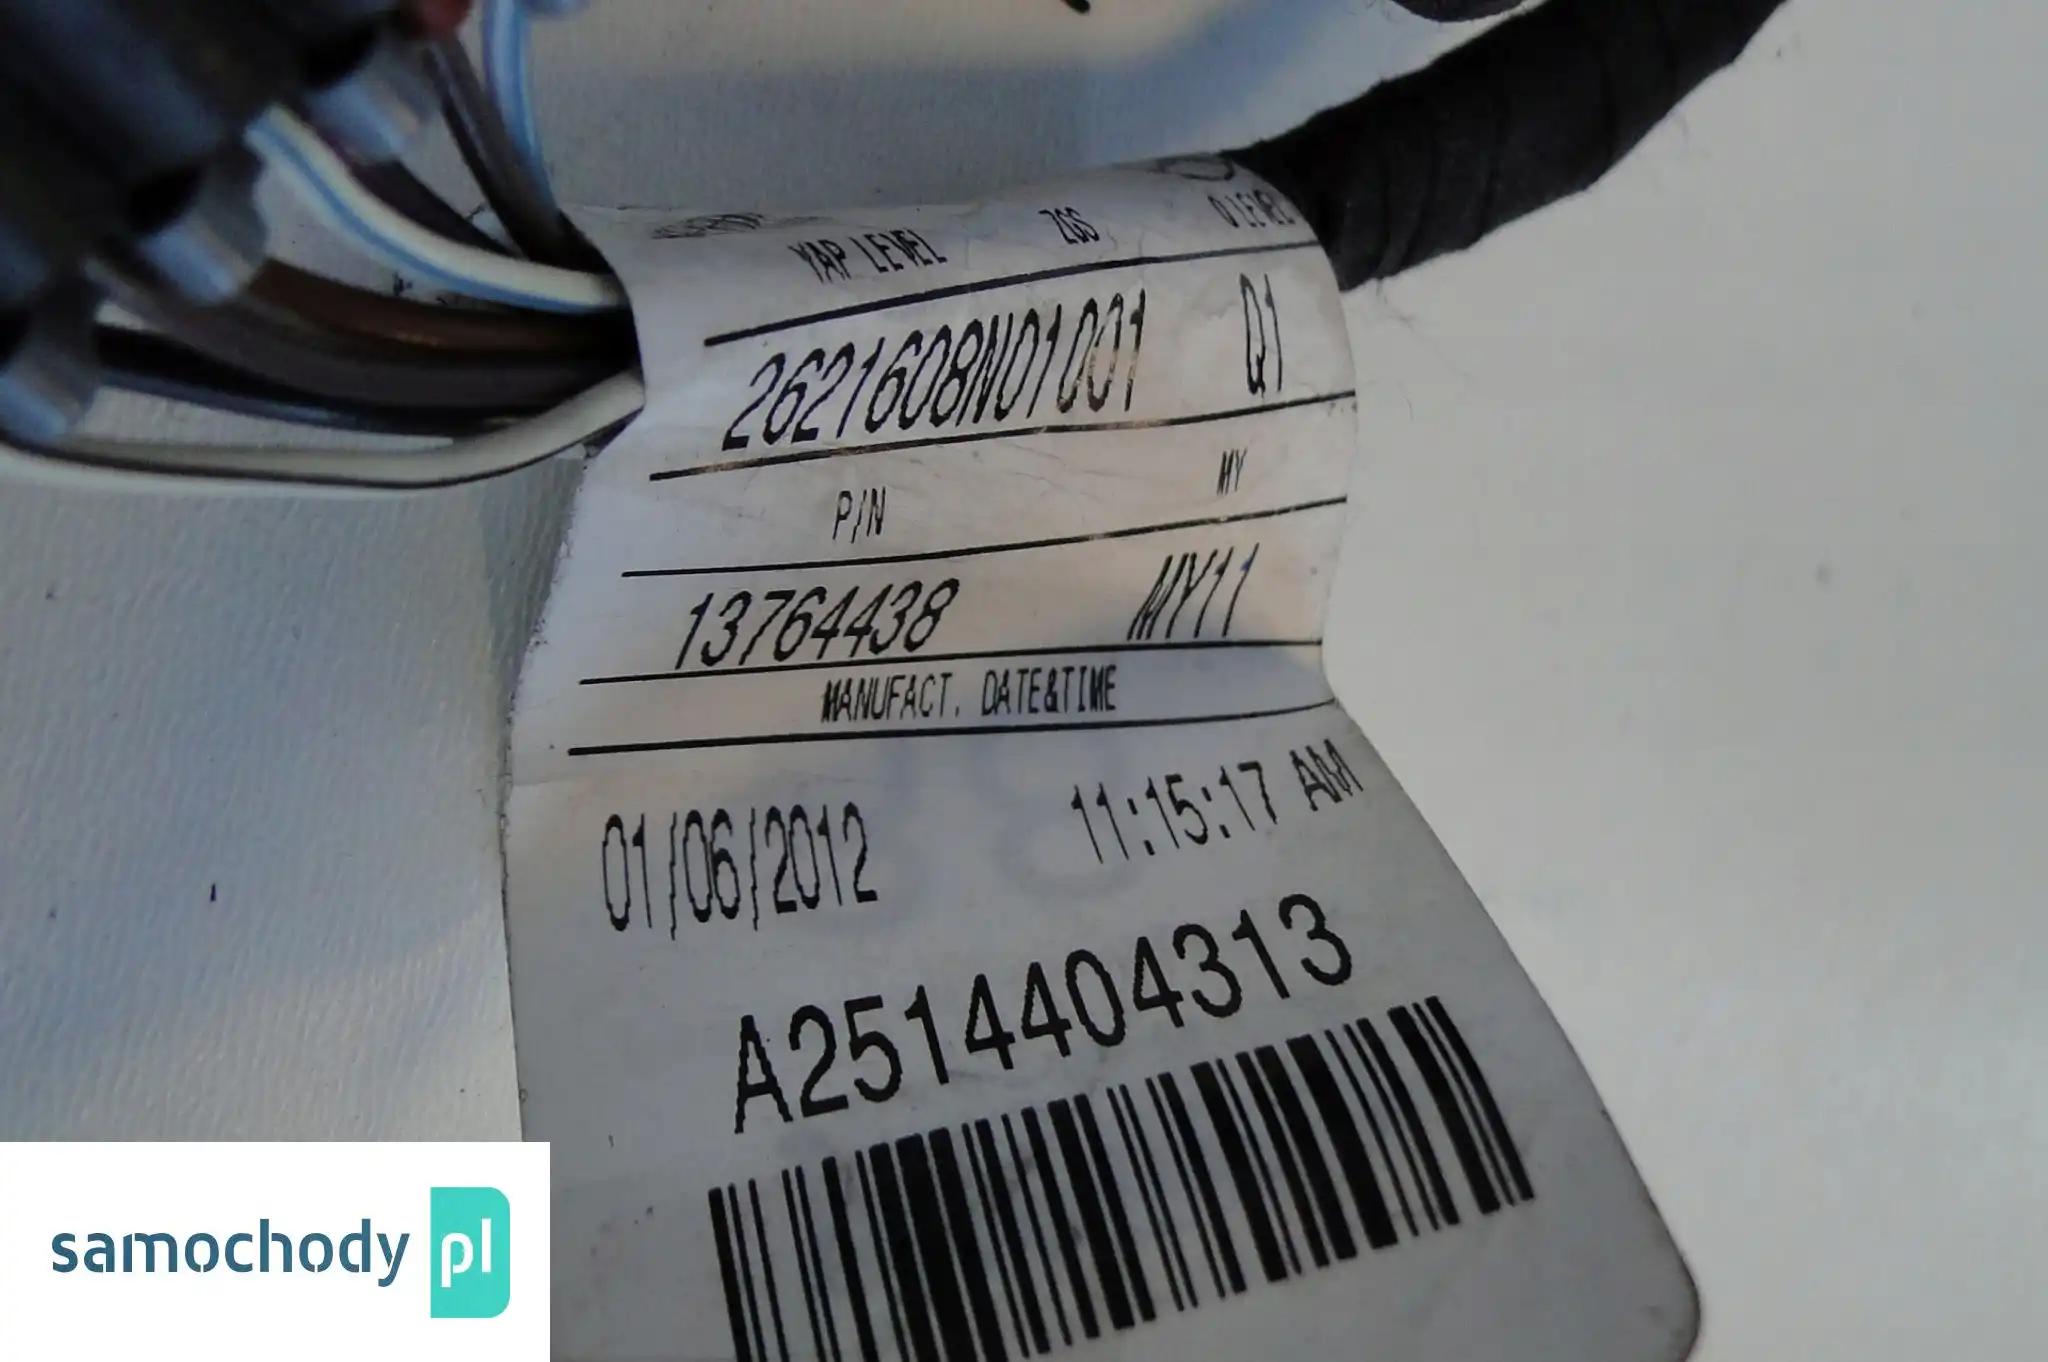 YAP LEVEL ZGS Q LEVEL
2621608N01001 Q1
P/N MY
13764438 MY11
MANUFACT. DATE&TIME
01/06/2012 11:15:17 AM
A2514404313
samochody pl